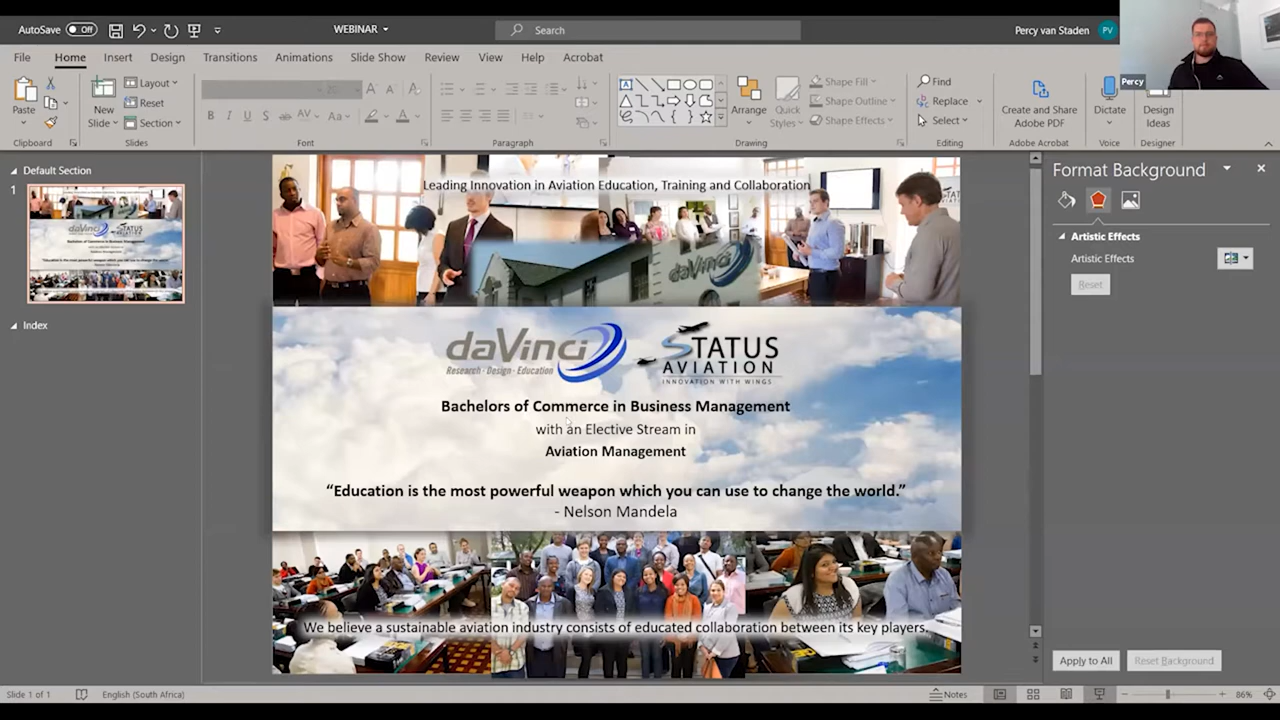 AutoSave Off
WEBINAR
Search
Percy van Staden PV
File Home Insert Design Transitions Animations Slide Show Review View Help Acrobat
Paste
New Slide
Layout
Reset
Section
Shape Fill
Shape Outline
Shape Effects
Arrange
Quick Styles
Find
Replace
Select
Create and Share Adobe PDF
Dictate
Design Ideas
Percy
Clipboard Slides Font Paragraph Drawing Editing Adobe Acrobat Voice Designer
Default Section
1
Index
Leading Innovation in Aviation Education, Training and Collaboration
daVinci
daVinci
Research · Design · Education
STATUS
AVIATION
INNOVATION WITH WINGS
Bachelors of Commerce in Business Management
with an Elective Stream in
Aviation Management
“Education is the most powerful weapon which you can use to change the world.”
- Nelson Mandela
We believe a sustainable aviation industry consists of educated collaboration between its key players.
Format Background
Artistic Effects
Artistic Effects
Reset
Apply to All
Reset Background
Slide 1 of 1
English (South Africa)
Notes
86%